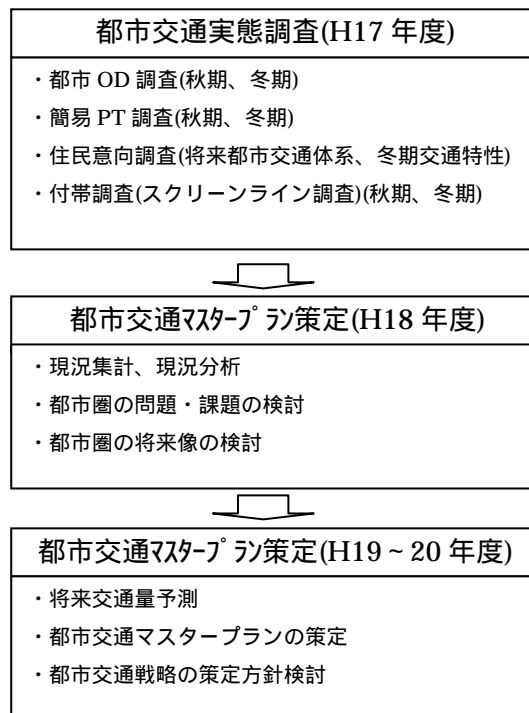 都市交通実態調査(H17 年度)
・都市 OD 調査(秋期、冬期)
・簡易 PT 調査(秋期、冬期)
・住民意向調査(将来都市交通体系、冬期交通特性)
・付帯調査(スクリーンライン調査)(秋期、冬期)
都市交通ﾏｽﾀｰﾌﾟﾗﾝ策定(H18 年度)
・現況集計、現況分析
・都市圏の問題・課題の検討
・都市圏の将来像の検討
都市交通ﾏｽﾀｰﾌﾟﾗﾝ策定(H19～20 年度)
・将来交通量予測
・都市交通マスタープランの策定
・都市交通戦略の策定方針検討